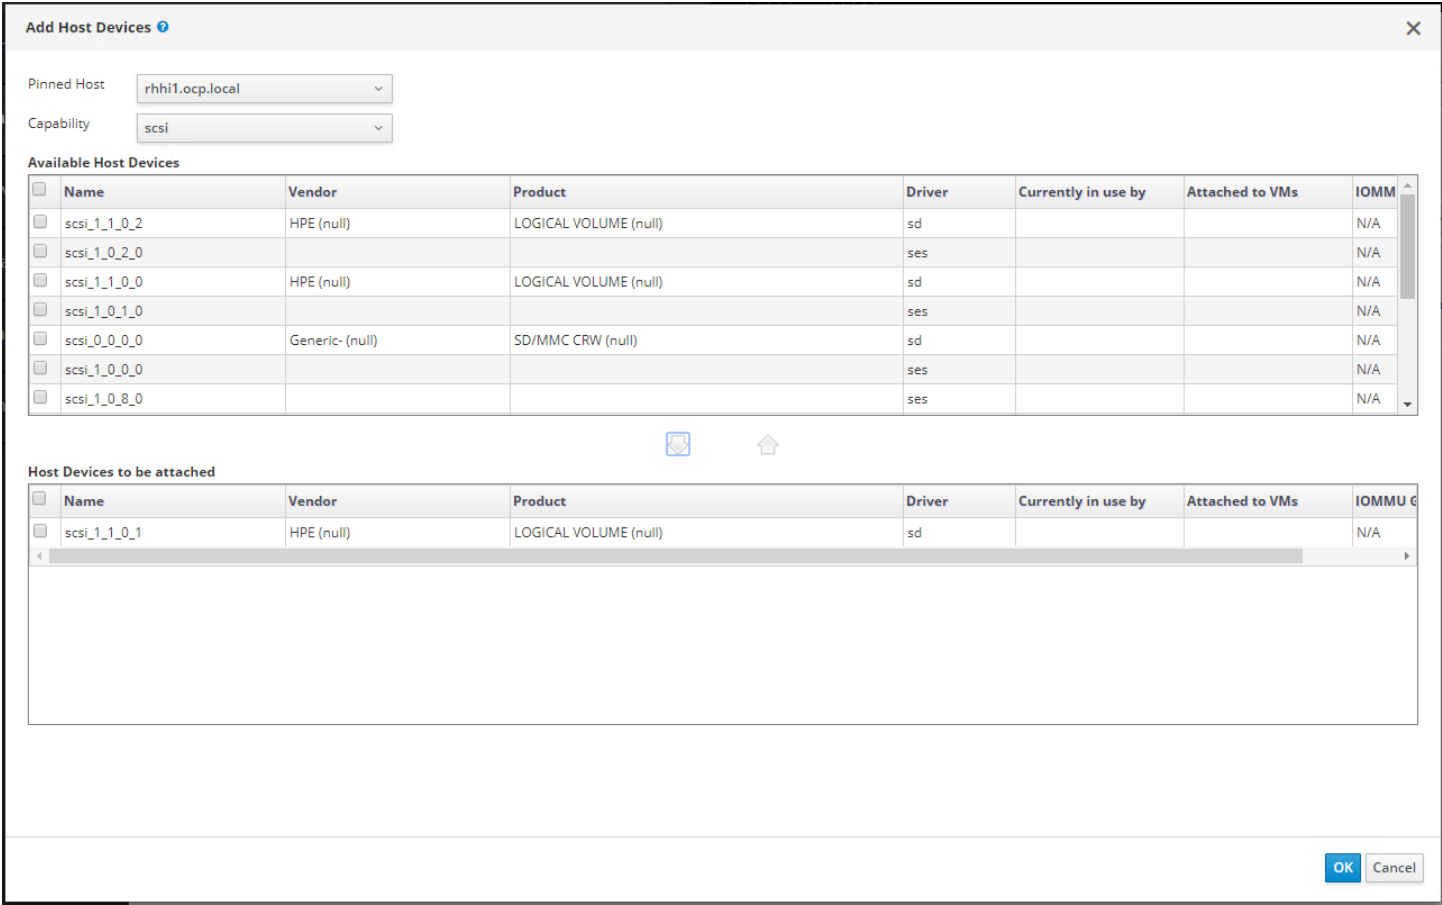 Add Host Devices ?
Pinned Host rhhi1.ocp.local
Capability scsi
Available Host Devices
Name Vendor Product Driver Currently in use by Attached to VMs IOMM
scsi_1_1_0_2 HPE (null) LOGICAL VOLUME (null) sd N/A
scsi_1_0_2_0 ses N/A
scsi_1_1_0_0 HPE (null) LOGICAL VOLUME (null) sd N/A
scsi_1_0_1_0 ses N/A
scsi_0_0_0_0 Generic- (null) SD/MMC CRW (null) sd N/A
scsi_1_0_0_0 ses N/A
scsi_1_0_8_0 ses N/A
Host Devices to be attached
Name Vendor Product Driver Currently in use by Attached to VMs IOMMU G
scsi_1_1_0_1 HPE (null) LOGICAL VOLUME (null) sd N/A
OK Cancel